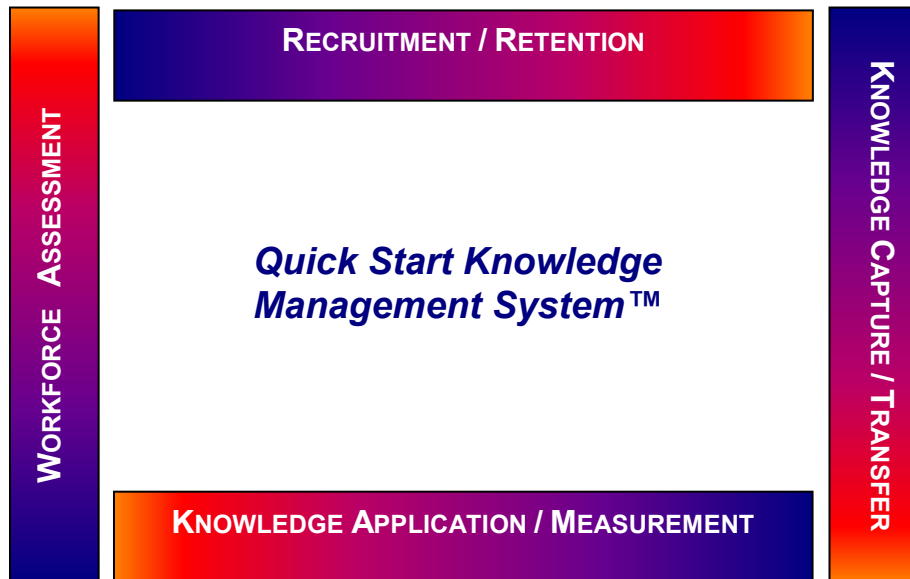 RECRUITMENT / RETENTION
WORKFORCE ASSESSMENT
Quick Start Knowledge
Management System™
KNOWLEDGE CAPTURE / TRANSFER
KNOWLEDGE APPLICATION / MEASUREMENT